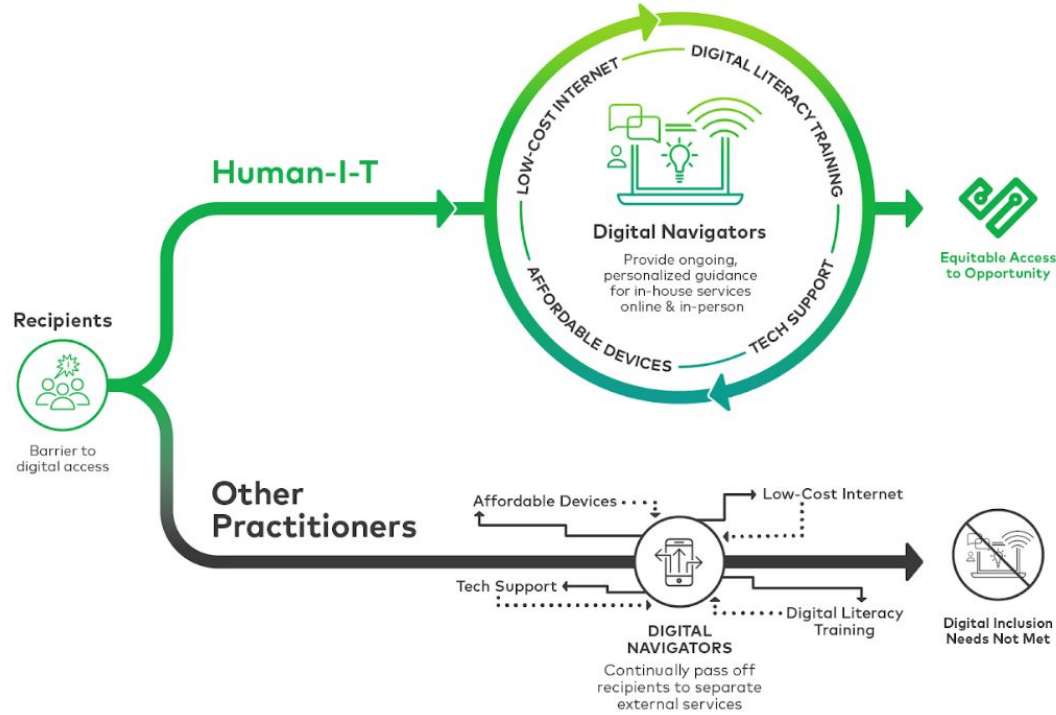 Human-I-T
LOW-COST INTERNET
DIGITAL LITERACY TRAINING
AFFORDABLE DEVICES
TECH SUPPORT
Digital Navigators
Provide ongoing,
personalized guidance
for in-house services
online & in-person
Equitable Access
to Opportunity
Recipients
!
Barrier to
digital access
Other
Practitioners
Affordable Devices
Low-Cost Internet
Tech Support
Digital Literacy
Training
DIGITAL
NAVIGATORS
Continually pass off
recipients to separate
external services
Digital Inclusion
Needs Not Met